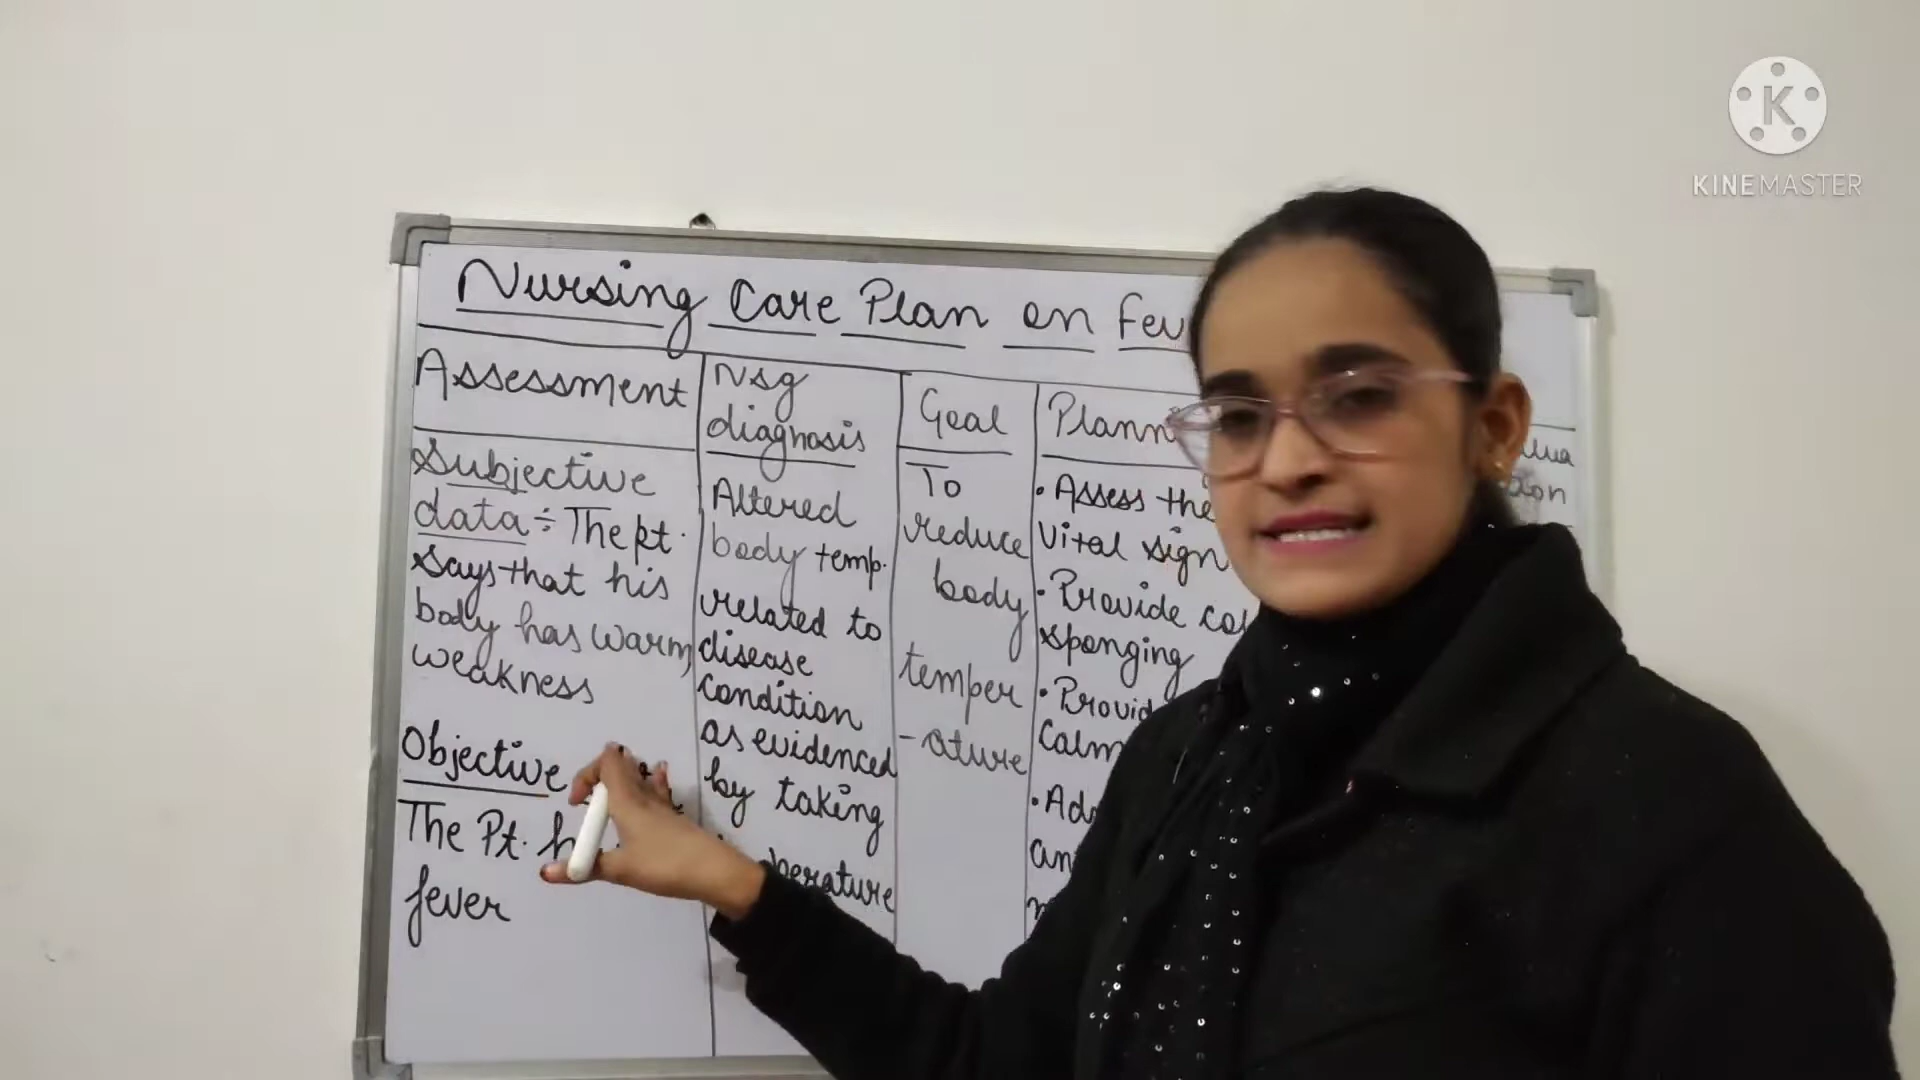 KINEMASTER
Nursing Care Plan on Fev
Assessment
Subjective
data ÷ The pt.
says that his
body has warm,
weakness
Objective
The Pt. h
fever
Nsg
diagnosis
Altered
body temp.
related to
disease
condition
as evidenced
by taking
perature
Goal
To
reduce
body
temper
-ature
Plann
• Assess the
vital sign
• Provide col
sponging
• Provid
Calm
• Ad
an